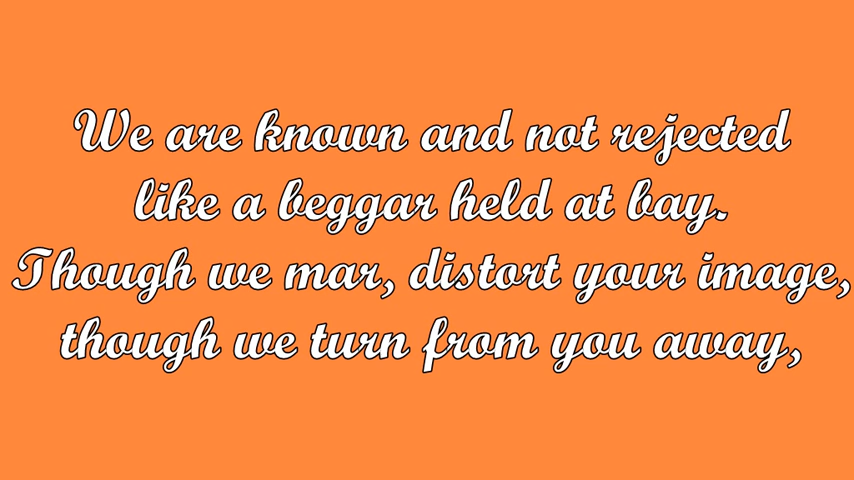 We are known and not rejected
like a beggar held at bay.
Though we mar, distort your image,
though we turn from you away,